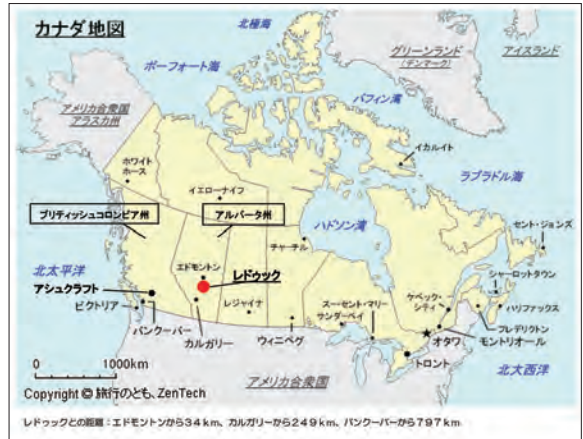 カナダ地図
北極海
グリーンランド
(デンマーク)
アイスランド
ボーフォート海
バフィン湾
アメリカ合衆国
アラスカ州
イカルイト
ホワイト
ホース
イエローナイフ
ラブラドル海
ブリティッシュコロンビア州
アルバータ州
ハドソン湾
チャーチル
セント・ジョンズ
北太平洋
エドモントン
レドゥック
アシュクラフト
シャーロットタウン
ビクトリア
レジャイナ
スー・セント・マリー
サンダーベイ
ケベック・
シティ
ハリファックス
バンクーバー
カルガリー
ウィニペグ
フレデリクトン
オタワ
モントリオール
トロント
北大西洋
0
1000km
アメリカ合衆国
Copyright © 旅行のとも、ZenTech
レドゥックとの距離:エドモントンから34km、カルガリーから249km、バンクーバーから797km